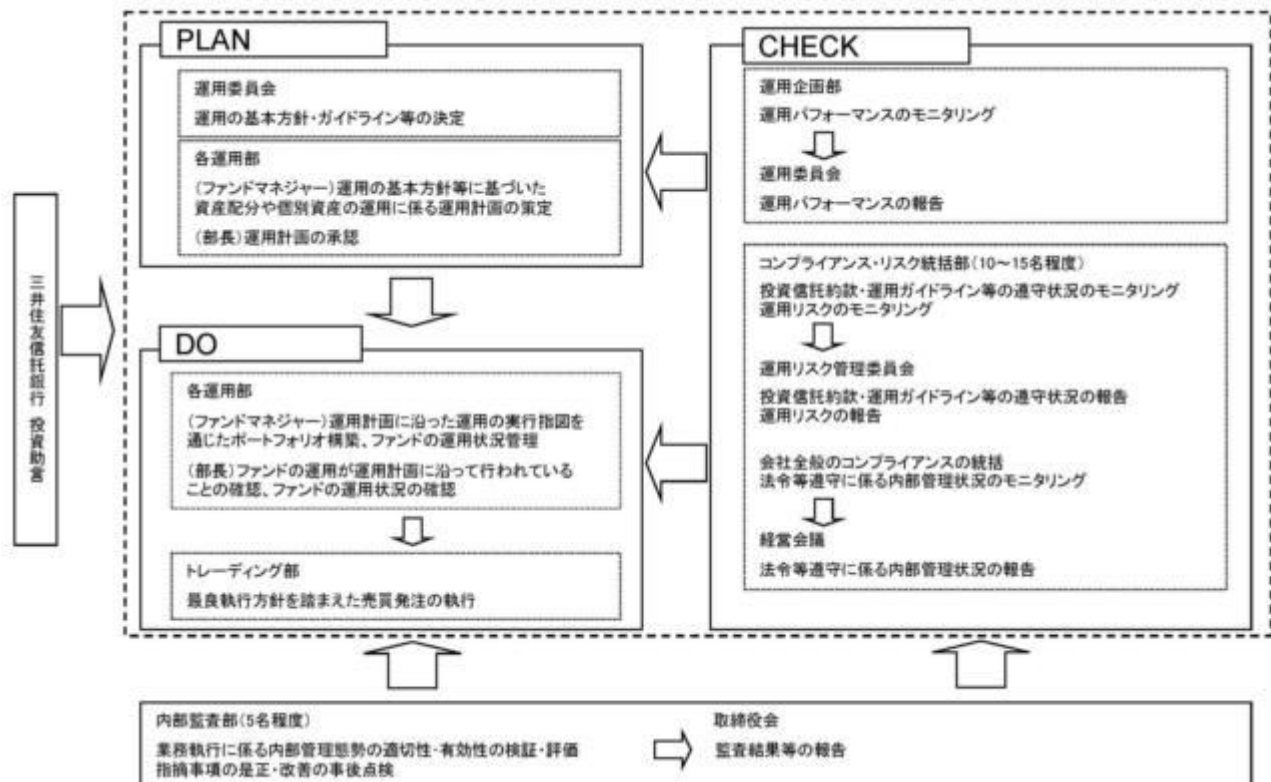 PLAN
運用委員会
運用の基本方針・ガイドライン等の決定
各運用部
(ファンドマネジャー)運用の基本方針等に基づいた
資産配分や個別資産の運用に係る運用計画の策定
(部長)運用計画の承認
DO
各運用部
(ファンドマネジャー)運用計画に沿った運用の実行指図を
通じたポートフォリオ構築、ファンドの運用状況管理
(部長)ファンドの運用が運用計画に沿って行われている
ことの確認、ファンドの運用状況の確認
トレーディング部
最良執行方針を踏まえた売買発注の執行
CHECK
運用企画部
運用パフォーマンスのモニタリング
運用委員会
運用パフォーマンスの報告
コンプライアンス・リスク統括部(10～15名程度)
投資信託約款・運用ガイドライン等の遵守状況のモニタリング
運用リスクのモニタリング
運用リスク管理委員会
投資信託約款・運用ガイドライン等の遵守状況の報告
運用リスクの報告
会社全般のコンプライアンスの統括
法令等遵守に係る内部管理状況のモニタリング
経営会議
法令等遵守に係る内部管理状況の報告
三井住友信託銀行 投資助言
内部監査部(5名程度)
業務執行に係る内部管理態勢の適切性・有効性の検証・評価
指摘事項の是正・改善の事後点検
取締役会
監査結果等の報告